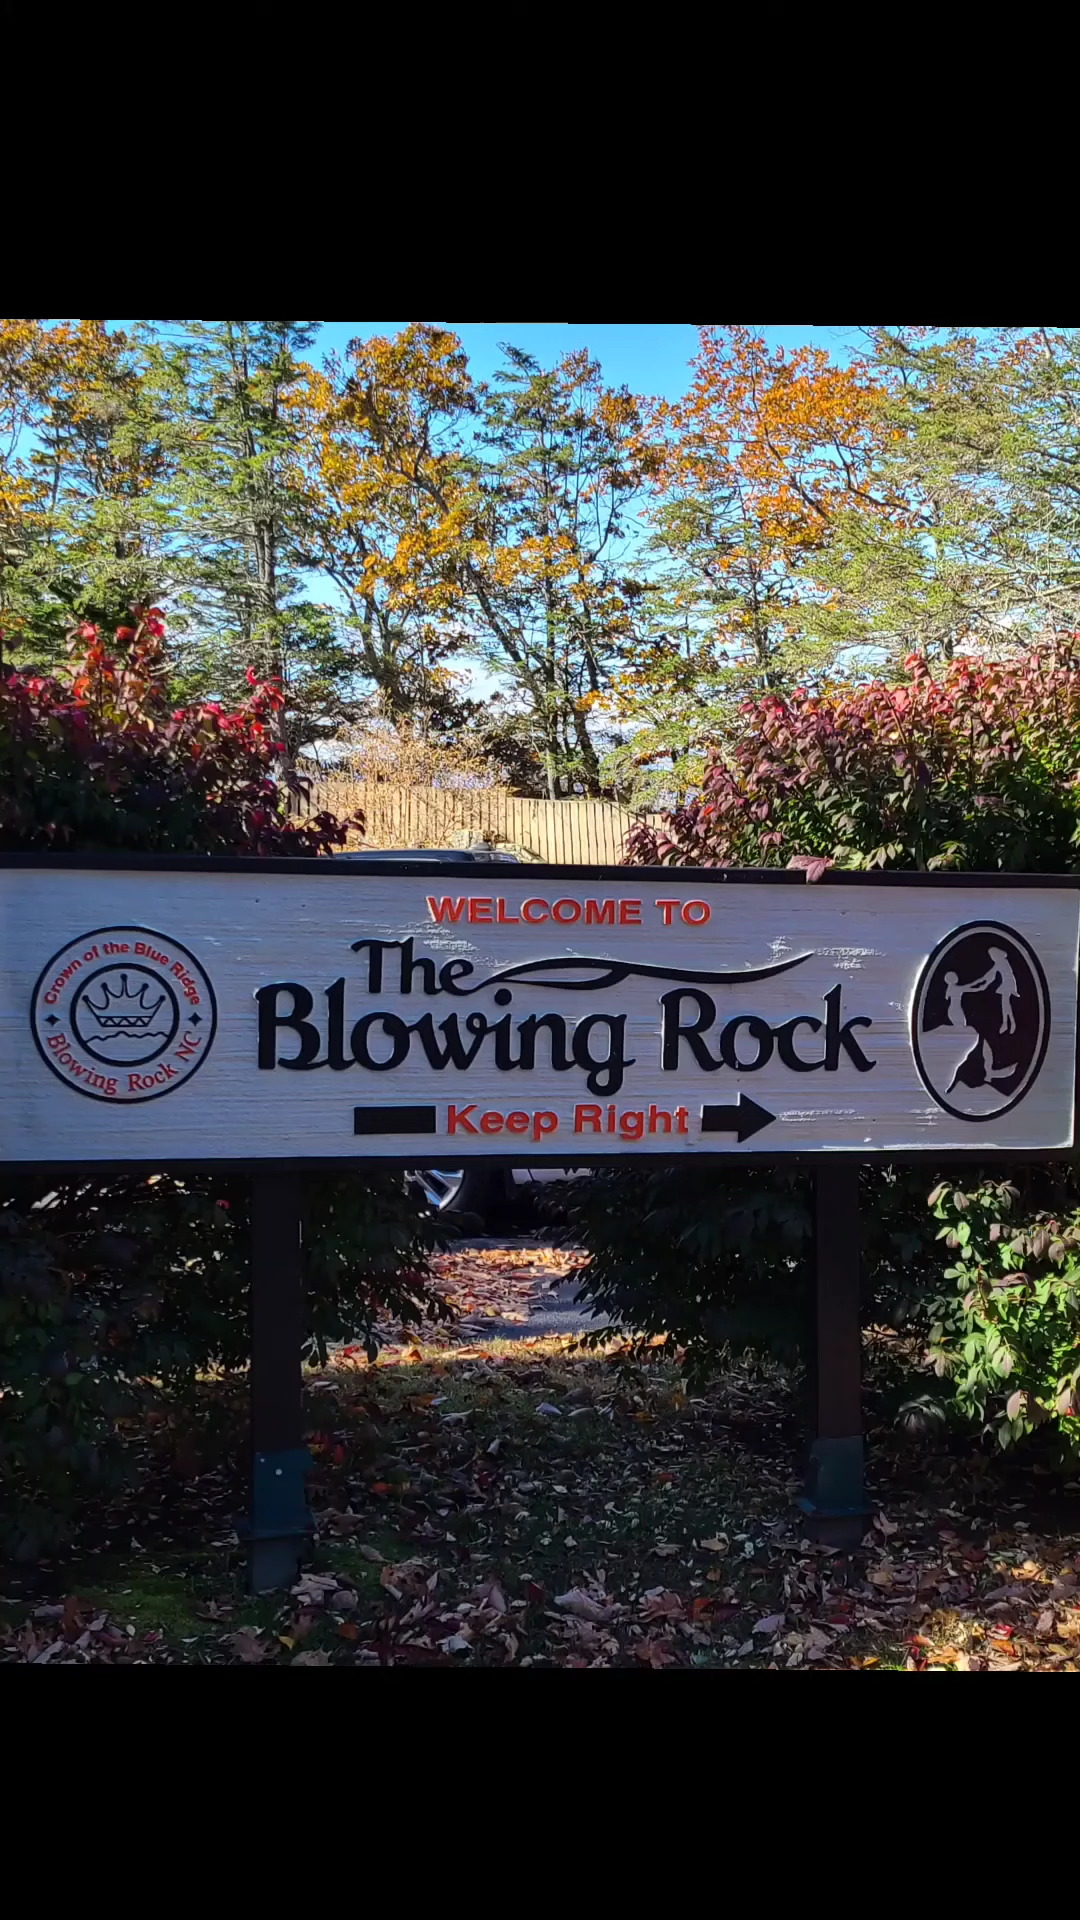 WELCOME TO
The
Blowing Rock
Keep Right
Crown of the Blue Ridge
Blowing Rock NC